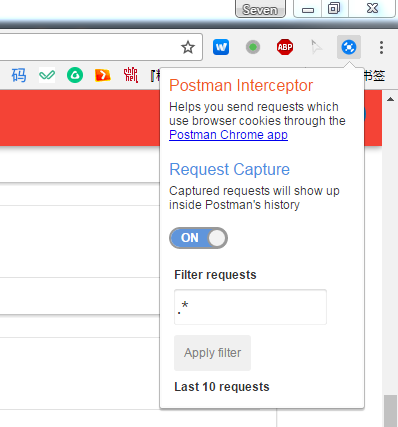 Seven
ABP
码
书签
Postman Interceptor
Helps you send requests which
use browser cookies through the
Postman Chrome app
Request Capture
Captured requests will show up
inside Postman's history
ON
Filter requests
.*
Apply filter
Last 10 requests